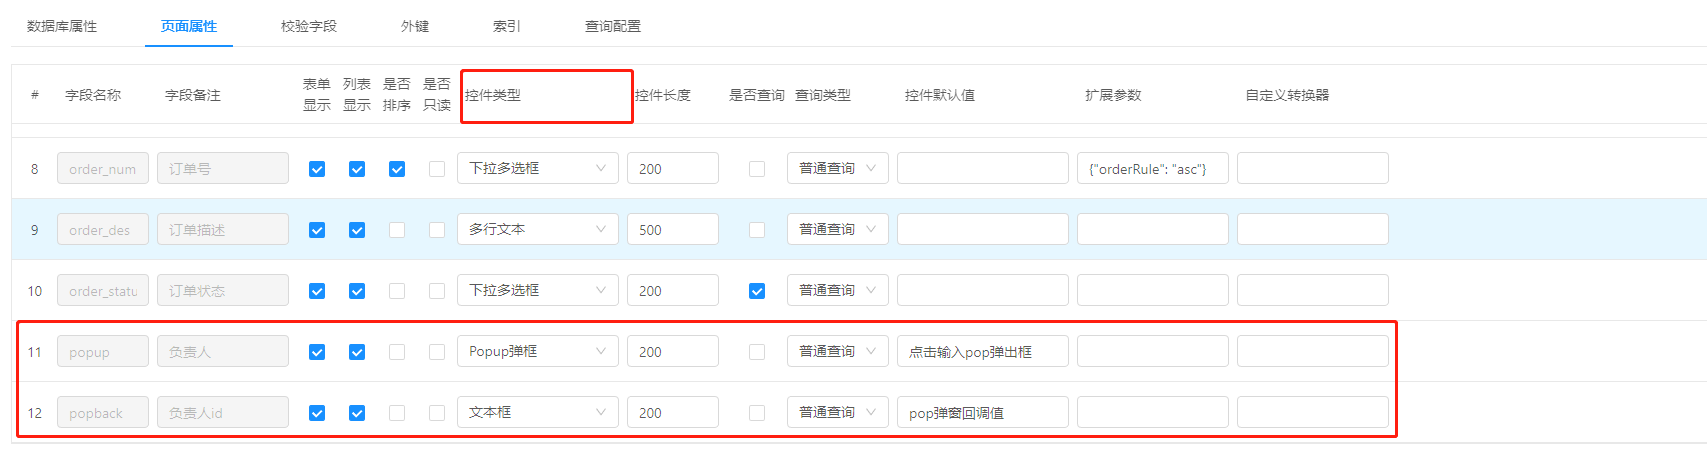 数据库属性 页面属性 校验字段 外键 索引 查询配置
# 字段名称 字段备注 表单显示 列表显示 是否排序 是否只读 控件类型 控件长度 是否查询 查询类型 控件默认值 扩展参数 自定义转换器
8 order_num 订单号 下拉多选框 200 普通查询 {"orderRule": "asc"}
9 order_des 订单描述 多行文本 500 普通查询
10 order_statu 订单状态 下拉多选框 200 普通查询
11 popup 负责人 Popup弹框 200 普通查询 点击输入pop弹出框
12 popback 负责人id 文本框 200 普通查询 pop弹窗回调值